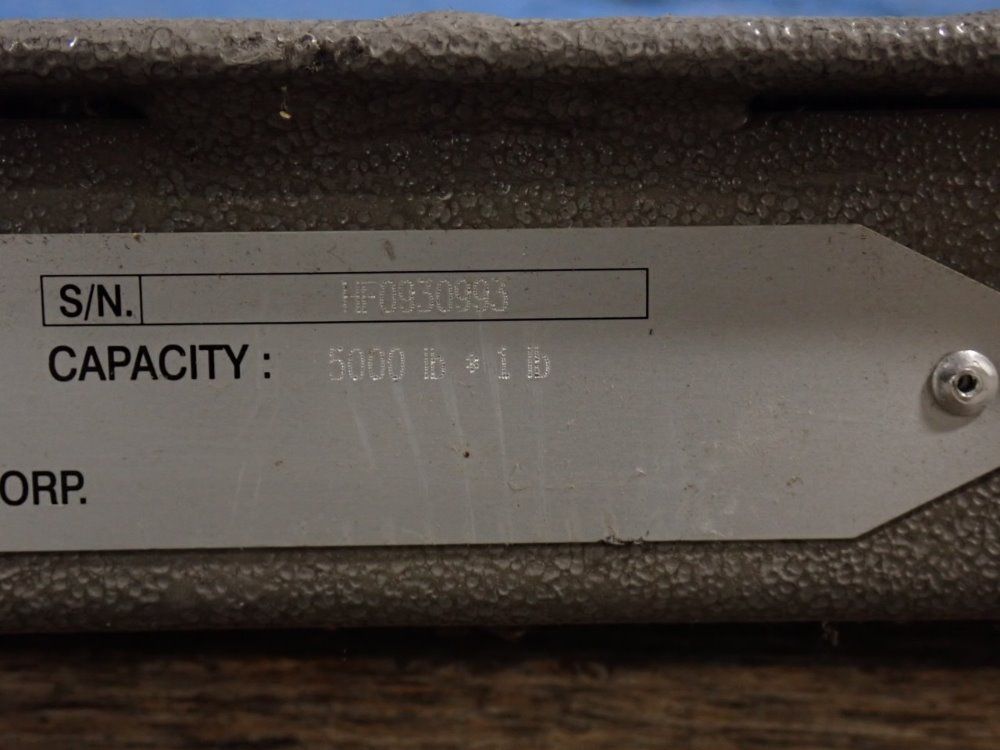 S/N. HF0930993
CAPACITY : 5000 lb * 1 lb
ORP.